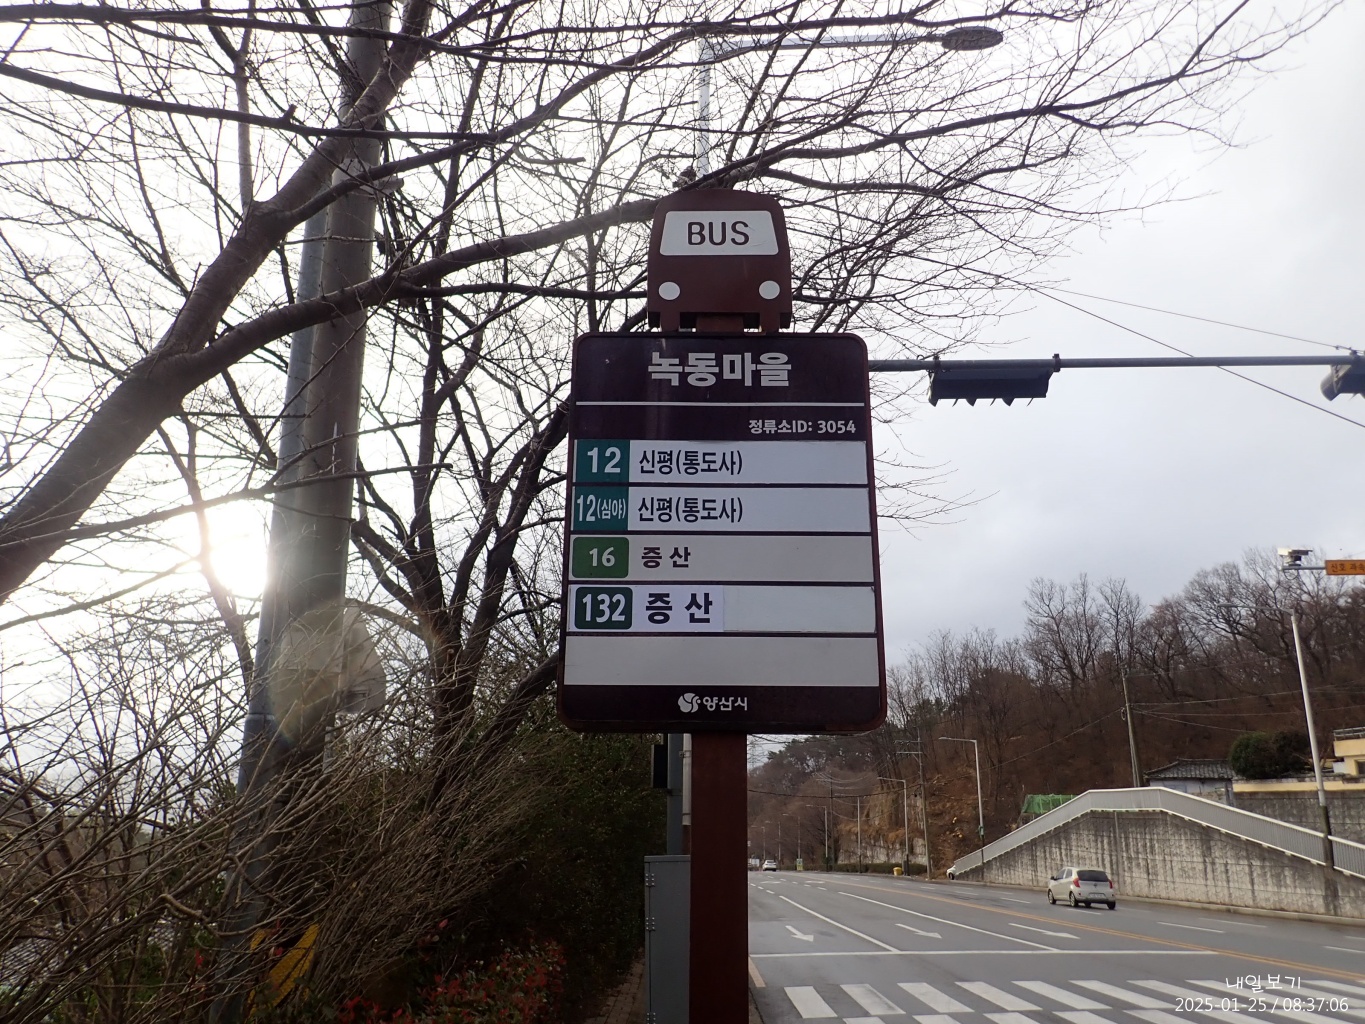 BUS
녹동마을
정류소ID: 3054
12 신평(통도사)
12(심야) 신평(통도사)
16 증산
132 증산
양산시
내일보기
2025-01-25 / 08:37:06